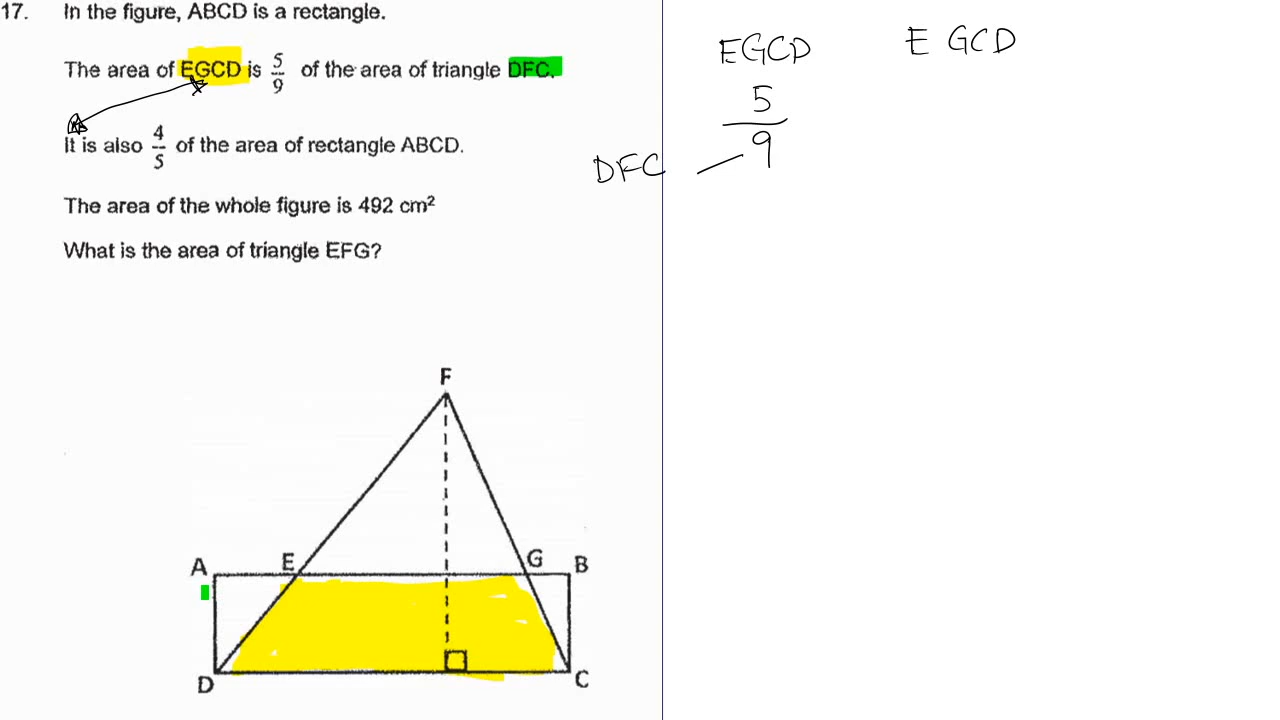 17. In the figure, ABCD is a rectangle.
The area of EGCD is 5/9 of the area of triangle DFC.
It is also 4/5 of the area of rectangle ABCD.
The area of the whole figure is 492 cm²
What is the area of triangle EFG?
F
A E G B
D C
EGCD E GCD
5
9
DFC